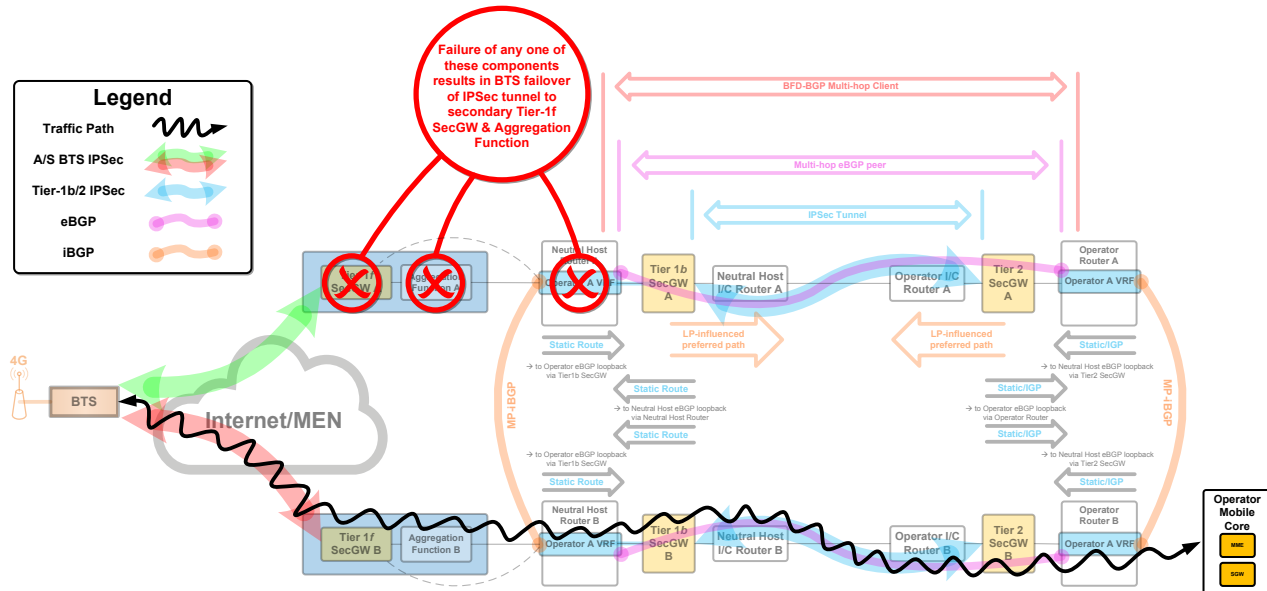 Failure of any one of
these components
results in BTS failover
of IPSec tunnel to
secondary Tier-1f
SecGW & Aggregation
Function
Legend
Traffic Path
A/S BTS IPSec
Tier-1b/2 IPSec
eBGP
iBGP
BFD-BGP Multi-hop Client
Multi-hop eBGP peer
IPSec Tunnel
Tier 1f
SecGW A
Aggregation
Function A
Neutral Host
Router
Operator A VRF
Tier 1b
SecGW
A
Neutral Host
I/C Router A
Operator I/C
Router A
Tier 2
SecGW
A
Operator
Router A
Operator A VRF
LP-influenced
preferred path
LP-influenced
preferred path
Static Route
→ to Operator eBGP loopback
via Tier1b SecGW
Static Route
→ to Neutral Host eBGP loopback
via Neutral Host Router
Static Route
→ to Operator eBGP loopback
via Tier1b SecGW
Static Route
Static/IGP
→ to Neutral Host eBGP loopback
via Tier2 SecGW
Static/IGP
→ to Operator eBGP loopback
via Operator Router
Static/IGP
→ to Neutral Host eBGP loopback
via Tier2 SecGW
Static/IGP
MP-iBGP
MP-iBGP
4G
BTS
Internet/MEN
Tier 1f
SecGW B
Aggregation
Function B
Neutral Host
Router B
Operator A VRF
Tier 1b
SecGW
B
Neutral Host
I/C Router B
Operator I/C
Router B
Tier 2
SecGW
B
Operator
Router B
Operator A VRF
Operator
Mobile
Core
MME
SGW